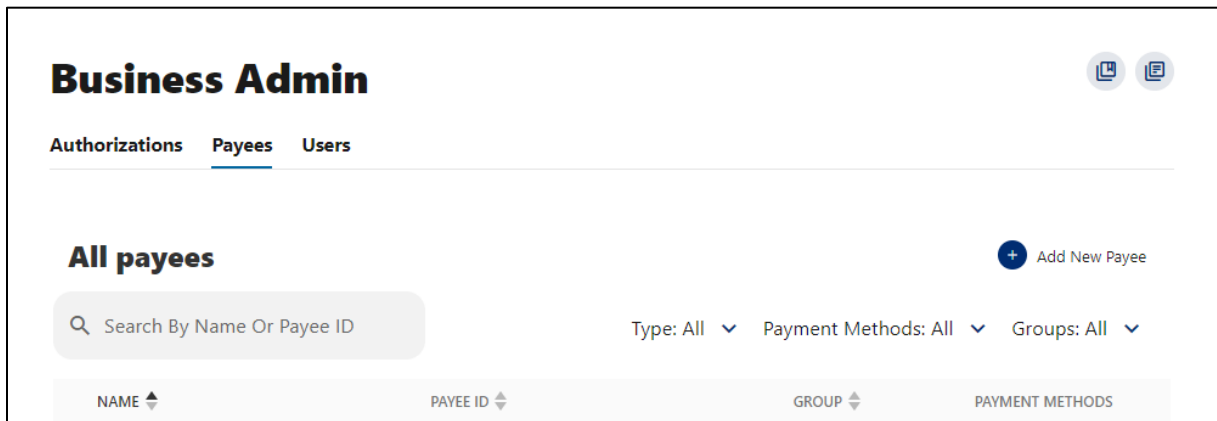 Business Admin
Authorizations Payees Users
All payees
Add New Payee
Search By Name Or Payee ID
Type: All Payment Methods: All Groups: All
NAME PAYEE ID GROUP PAYMENT METHODS